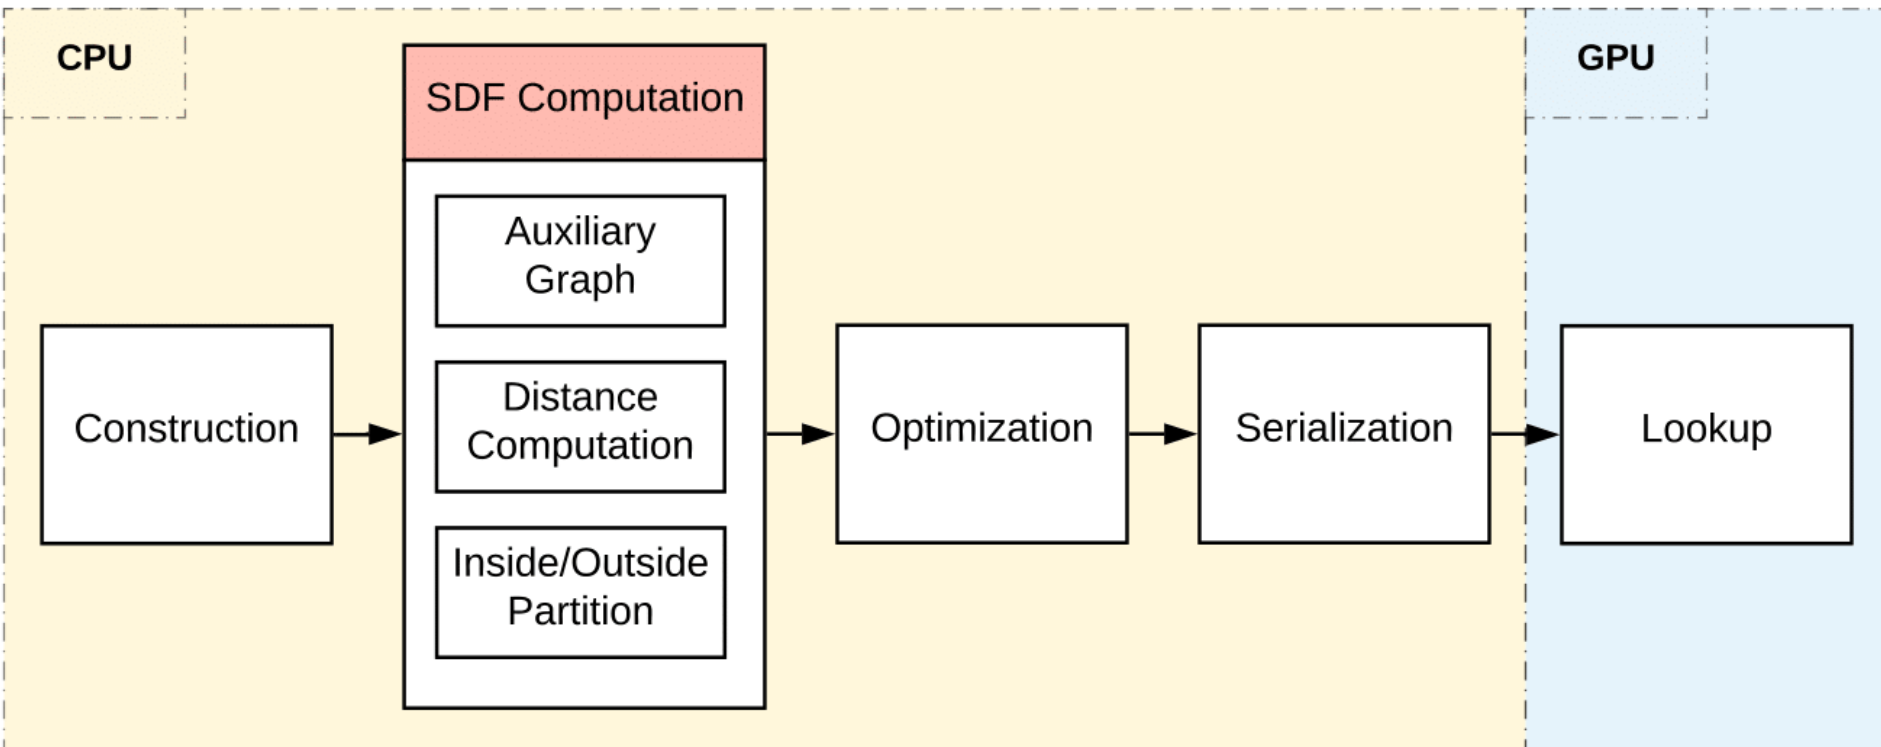 CPU
GPU
SDF Computation
Auxiliary
Graph
Distance
Computation
Inside/Outside
Partition
Construction
Optimization
Serialization
Lookup